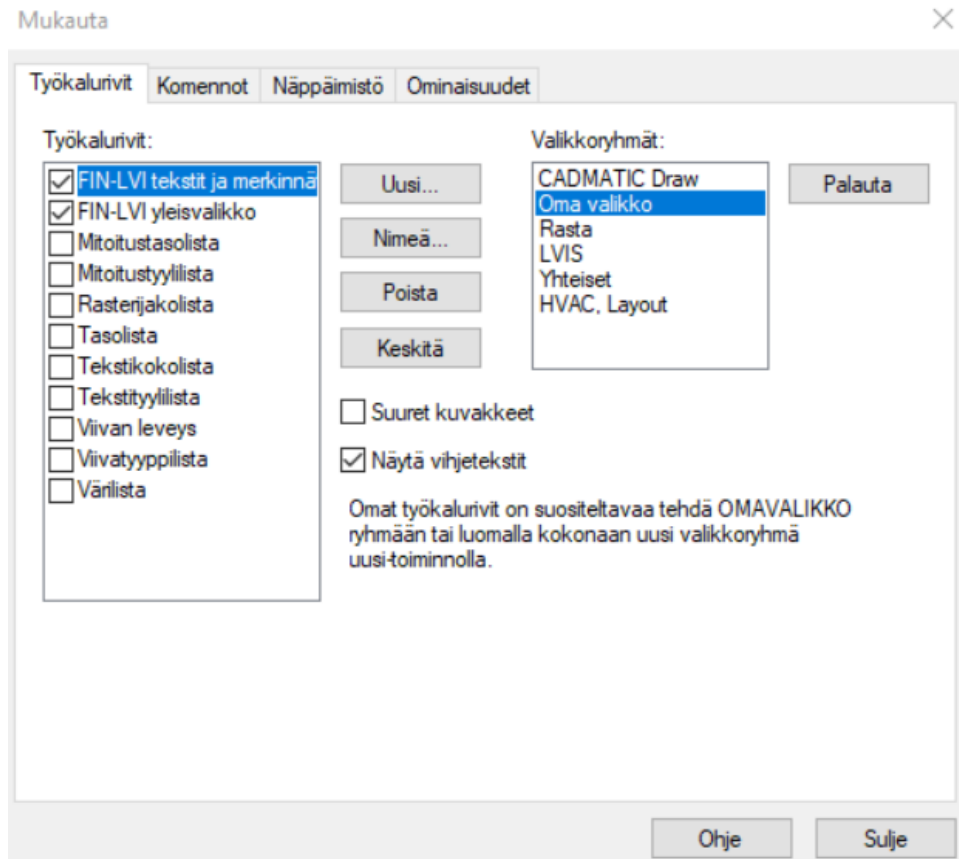 Mukauta
Työkalurivit Komennot Näppäimistö Ominaisuudet
Työkalurivit:
FIN-LVI tekstit ja merkinnä
FIN-LVI yleisvalikko
Mitoitustasolista
Mitoitustyylilista
Rasterijakolista
Tasolista
Tekstikokolista
Tekstityylilista
Viivan leveys
Viivatyyppilista
Värilista
Uusi...
Nimeä...
Poista
Keskitä
Valikkoryhmät:
CADMATIC Draw
Oma valikko
Rasta
LVIS
Yhteiset
HVAC, Layout
Palauta
Suuret kuvakkeet
Näytä vihjetekstit
Omat työkalurivit on suositeltavaa tehdä OMAVALIKKO
ryhmään tai luomalla kokonaan uusi valikkoryhmä
uusi-toiminnolla.
Ohje Sulje